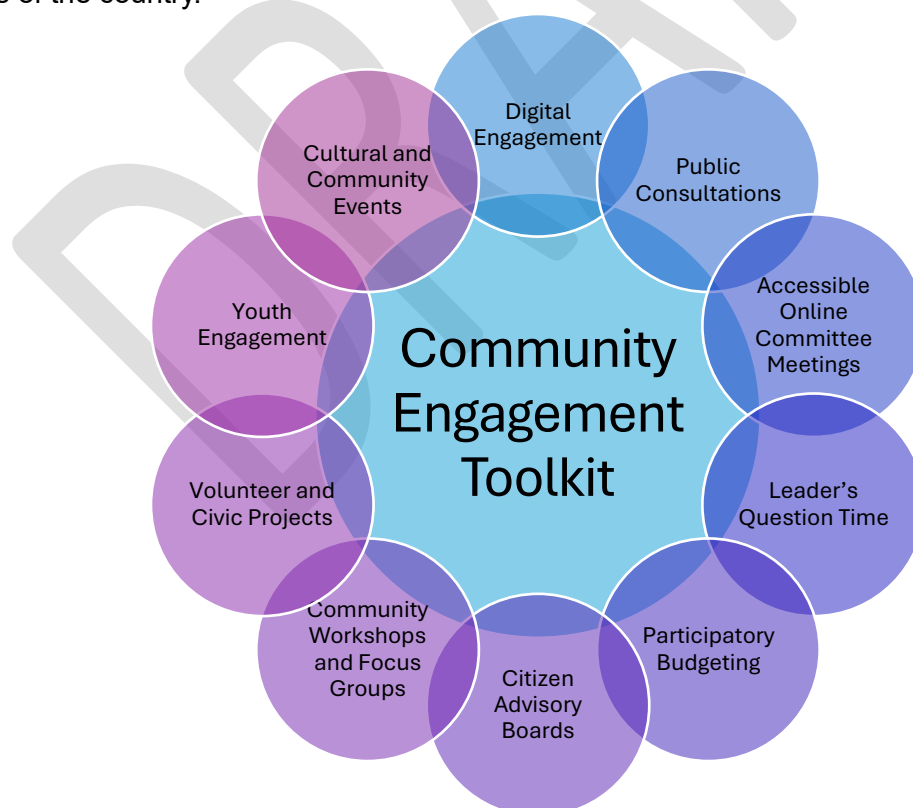 s of the country.
Digital
Engagement
Public
Consultations
Accessible
Online
Committee
Meetings
Leader’s
Question Time
Participatory
Budgeting
Citizen
Advisory
Boards
Community
Workshops
and Focus
Groups
Volunteer and
Civic Projects
Youth
Engagement
Cultural and
Community
Events
Community
Engagement
Toolkit